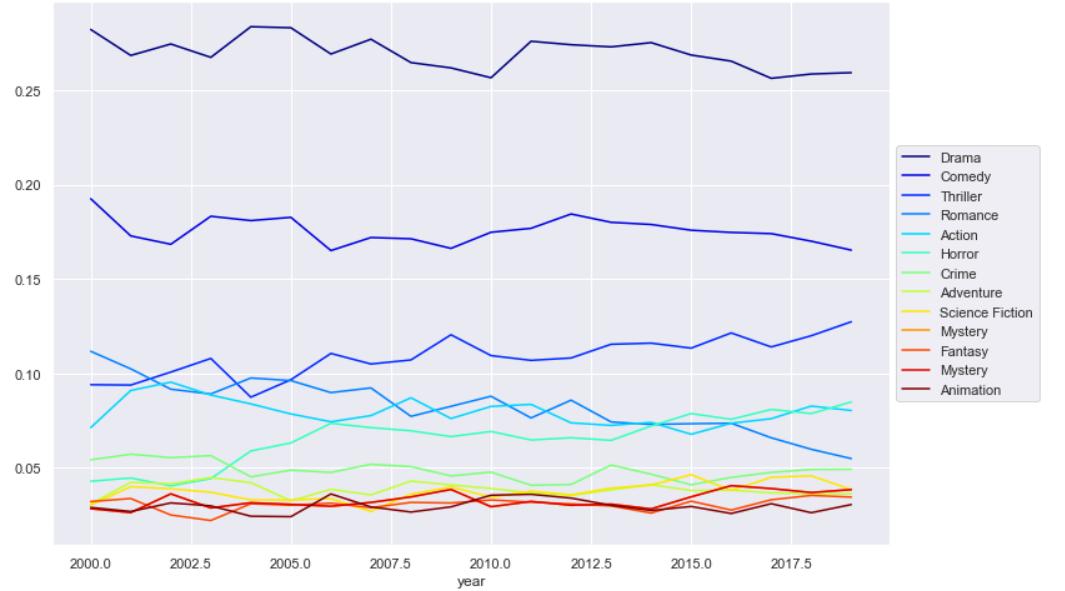 0.25
0.20
0.15
0.10
0.05
2000.0 2002.5 2005.0 2007.5 2010.0 2012.5 2015.0 2017.5
year
Drama
Comedy
Thriller
Romance
Action
Horror
Crime
Adventure
Science Fiction
Mystery
Fantasy
Mystery
Animation